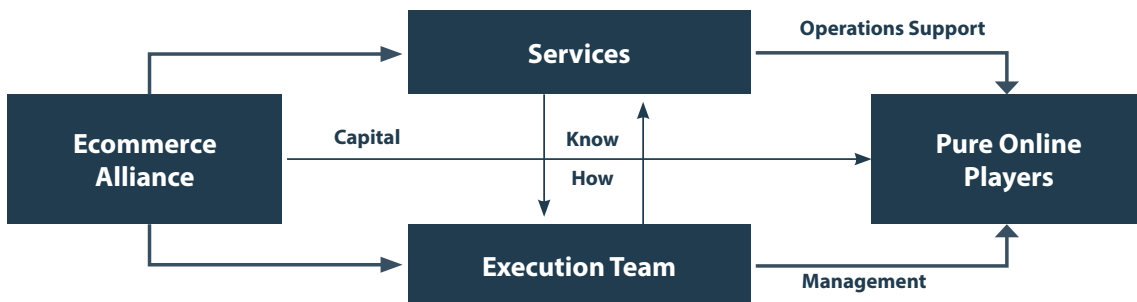 Operations Support
Services
Ecommerce
Alliance
Capital
Know
How
Pure Online
Players
Execution Team
Management